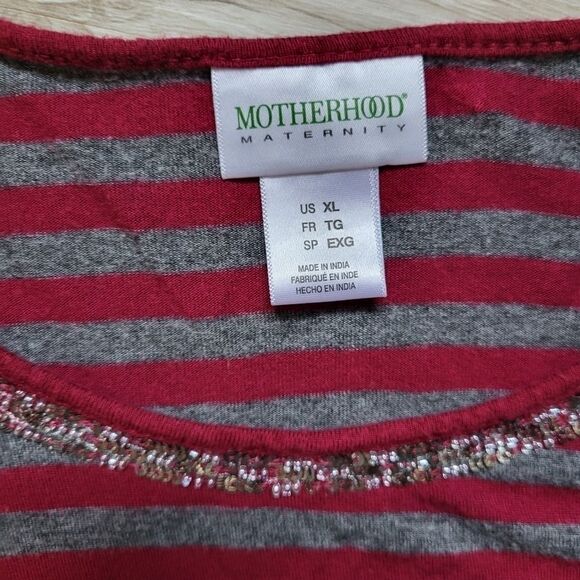 MOTHERHOOD®
MATERNITY
US XL
FR TG
SP EXG
MADE IN INDIA
FABRIQUÉ EN INDE
HECHO EN INDIA